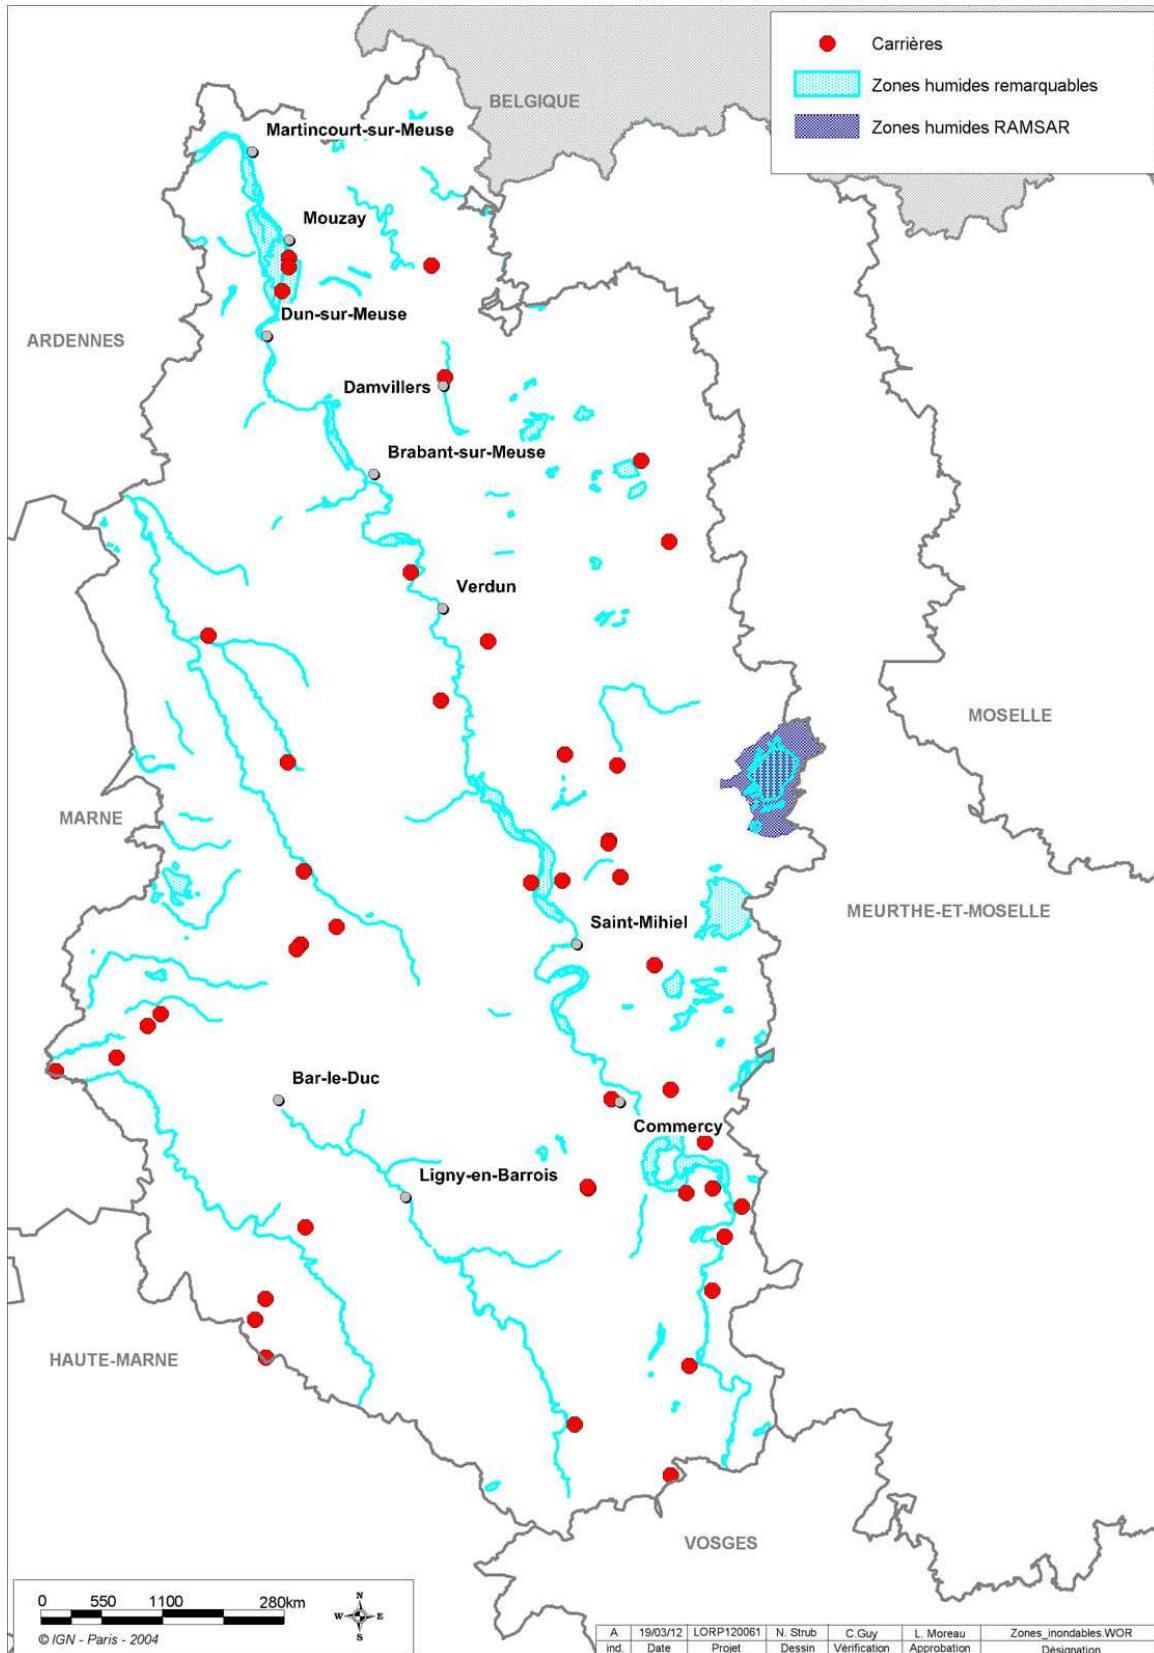 Carrières
Zones humides remarquables
Zones humides RAMSAR
BELGIQUE
Martincourt-sur-Meuse
Mouzay
Dun-sur-Meuse
ARDENNES
Damvillers
Brabant-sur-Meuse
Verdun
MOSELLE
MARNE
MEURTHE-ET-MOSELLE
Saint-Mihiel
Bar-le-Duc
Commercy
Ligny-en-Barrois
HAUTE-MARNE
VOSGES
0 550 1100 280km
N
W E
S
© IGN - Paris - 2004
A 19/03/12 LORP120061 N. Strub C.Guy L. Moreau Zones_inondables.WOR
ind. Date Projet Dessin Vérification Approbation Désignation